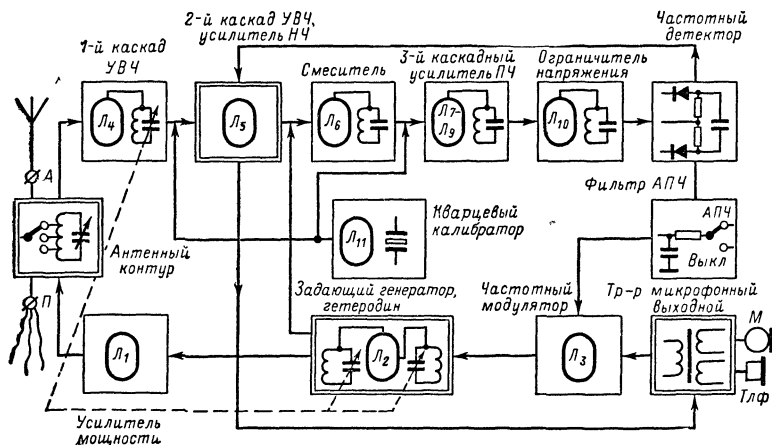 1-й каскад
УВЧ
2-й каскад УВЧ,
усилитель НЧ
Смеситель
3-й каскадный
усилитель ПЧ
Ограничитель
напряжения
Частотный
детектор
Л4
Л5
Л6
Л7-
Л9
Л10
А
Антенный
контур
П
Л11
Кварцевый
калибратор
Фильтр АПЧ
АПЧ
Выкл
Задающий генератор,
гетеродин
Частотный
модулятор
Тр-р микрофонный
выходной
Л1
Л2
Л3
М
Тлф
Усилитель
мощности